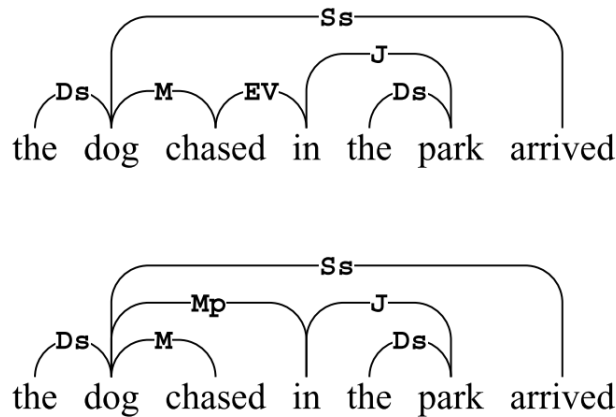 Ss
J
Ds M EV Ds
the dog chased in the park arrived
Ss
Mp J
Ds M Ds
the dog chased in the park arrived